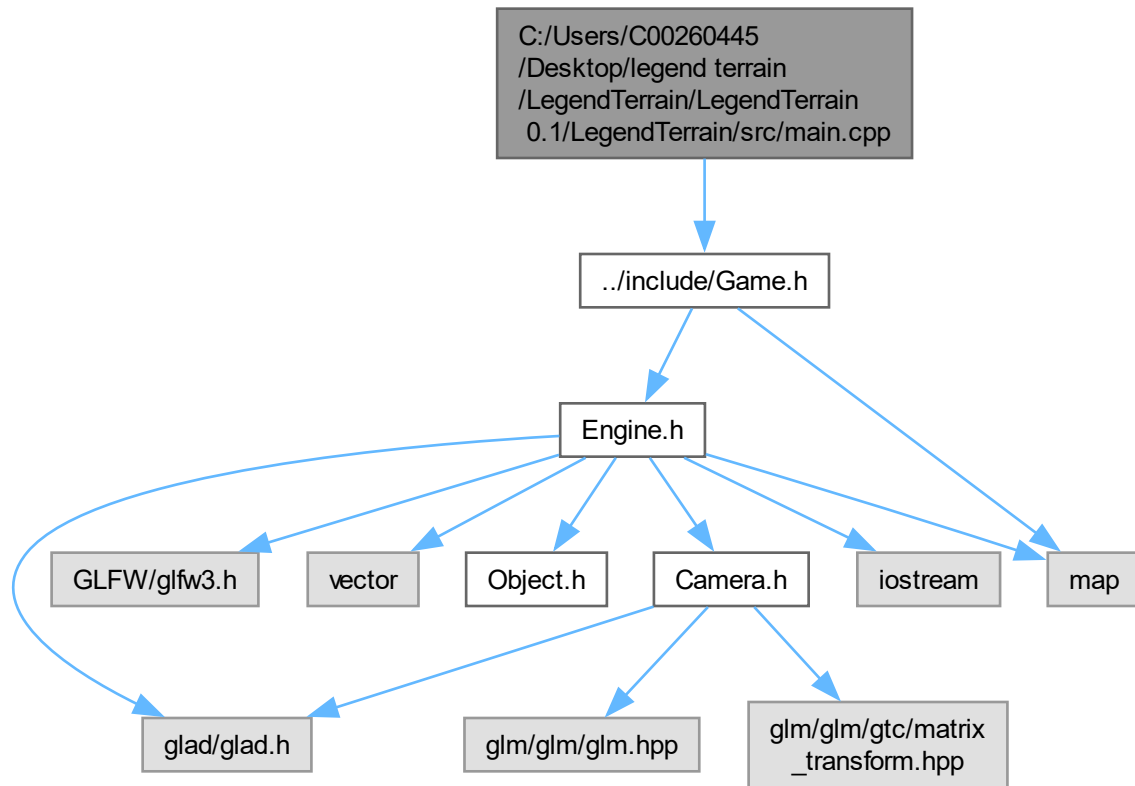 C:/Users/C00260445
/Desktop/legend terrain
/LegendTerrain/LegendTerrain
0.1/LegendTerrain/src/main.cpp
../include/Game.h
Engine.h
GLFW/glfw3.h
vector
Object.h
Camera.h
iostream
map
glad/glad.h
glm/glm/glm.hpp
glm/glm/gtc/matrix
_transform.hpp